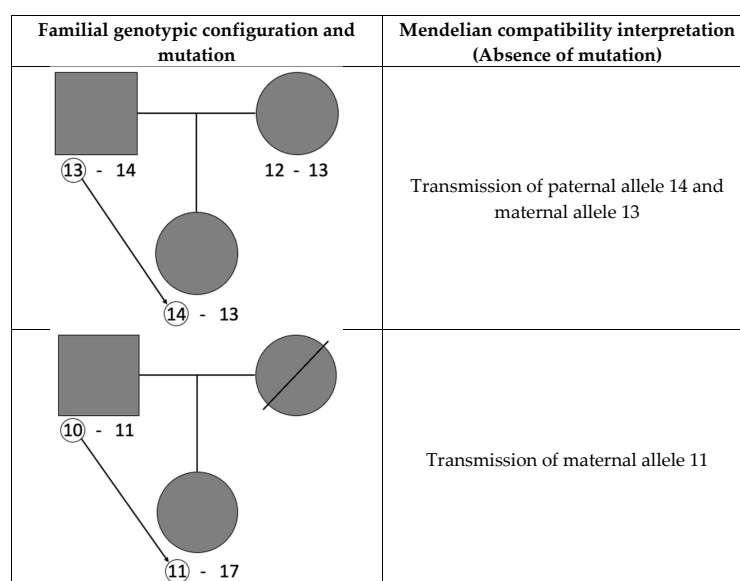 Familial genotypic configuration and
mutation
Mendelian compatibility interpretation
(Absence of mutation)
13 - 14
12 - 13
14 - 13
Transmission of paternal allele 14 and
maternal allele 13
10 - 11
11 - 17
Transmission of maternal allele 11